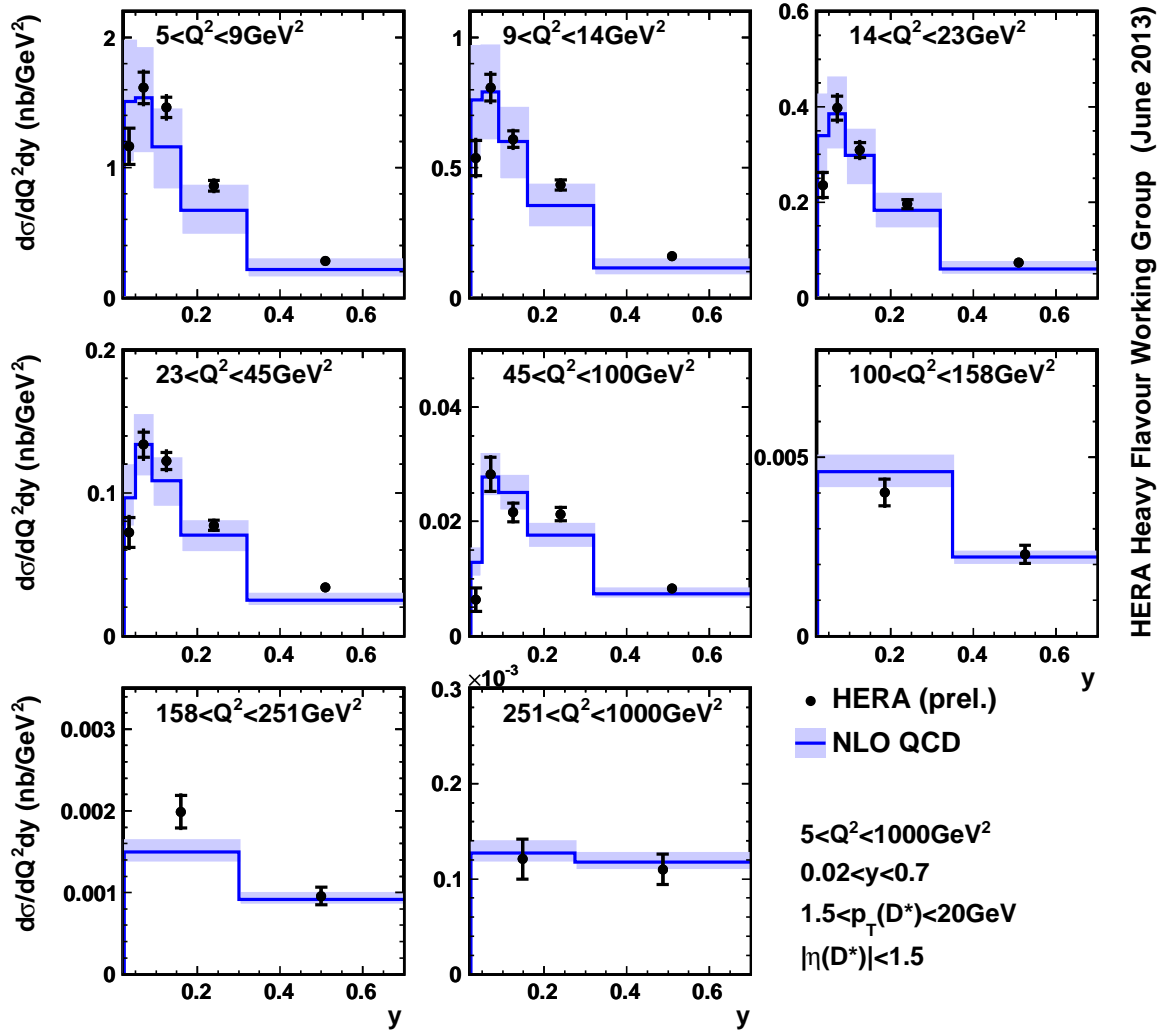 dσ/dQ²dy (nb/GeV²)
5<Q²<9GeV²
2
1
0
0.2 0.4 0.6
9<Q²<14GeV²
1
0.5
0
0.2 0.4 0.6
14<Q²<23GeV²
0.6
0.4
0.2
0
0.2 0.4 0.6
dσ/dQ²dy (nb/GeV²)
23<Q²<45GeV²
0.2
0.1
0
0.2 0.4 0.6
45<Q²<100GeV²
0.04
0.02
0
0.2 0.4 0.6
100<Q²<158GeV²
0.005
0
0.2 0.4 0.6
y
dσ/dQ²dy (nb/GeV²)
158<Q²<251GeV²
0.003
0.002
0.001
0
0.2 0.4 0.6
y
×10⁻³
251<Q²<1000GeV²
0.3
0.2
0.1
0
0.2 0.4 0.6
y
HERA (prel.)
NLO QCD
5<Q²<1000GeV²
0.02<y<0.7
1.5<p_T(D*)<20GeV
|η(D*)|<1.5
HERA Heavy Flavour Working Group (June 2013)